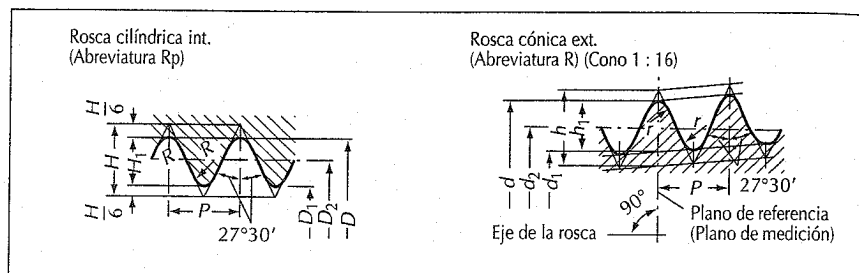 Rosca cilíndrica int.
(Abreviatura Rp)
H/6
H
H1
H/6
R
R
P
27°30′
D1
D2
D
Rosca cónica ext.
(Abreviatura R) (Cono 1 : 16)
h
h1
r
r
d
d2
d1
P
27°30′
90°
Plano de referencia
(Plano de medición)
Eje de la rosca